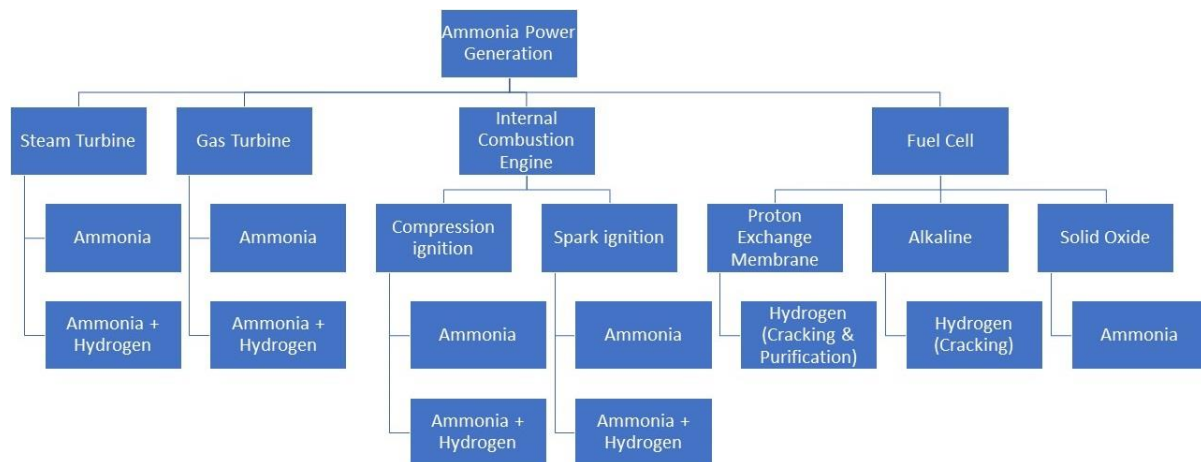 Ammonia Power
Generation
Steam Turbine
Gas Turbine
Internal
Combustion
Engine
Fuel Cell
Ammonia
Ammonia
Compression
ignition
Spark ignition
Proton
Exchange
Membrane
Alkaline
Solid Oxide
Ammonia +
Hydrogen
Ammonia +
Hydrogen
Ammonia
Ammonia
Hydrogen
(Cracking &
Purification)
Hydrogen
(Cracking)
Ammonia
Ammonia +
Hydrogen
Ammonia +
Hydrogen